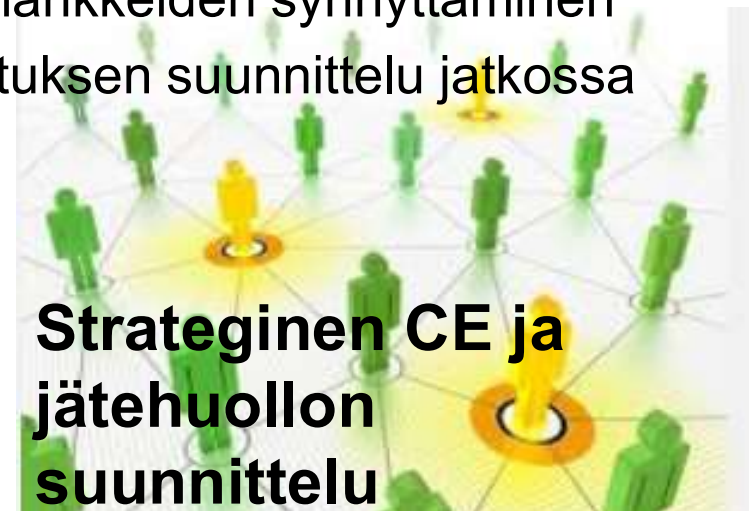 synnyttäminen
suunnittelu jatkossa
Strateginen CE ja
jätehuollon
suunnittelu